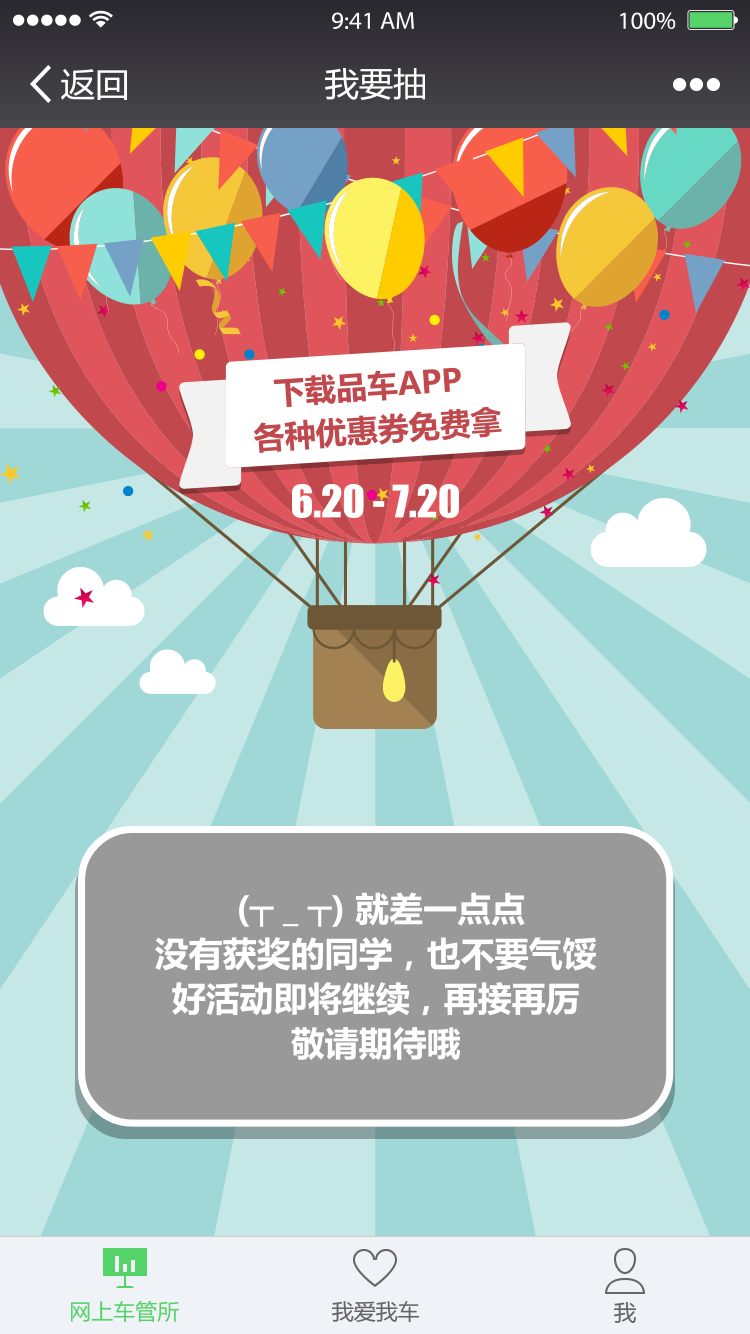 9:41 AM
100%
返回
我要抽
下载品车APP
各种优惠券免费拿
6.20 - 7.20
(┬ _ ┬) 就差一点点
没有获奖的同学，也不要气馁
好活动即将继续，再接再厉
敬请期待哦
网上车管所
我爱我车
我